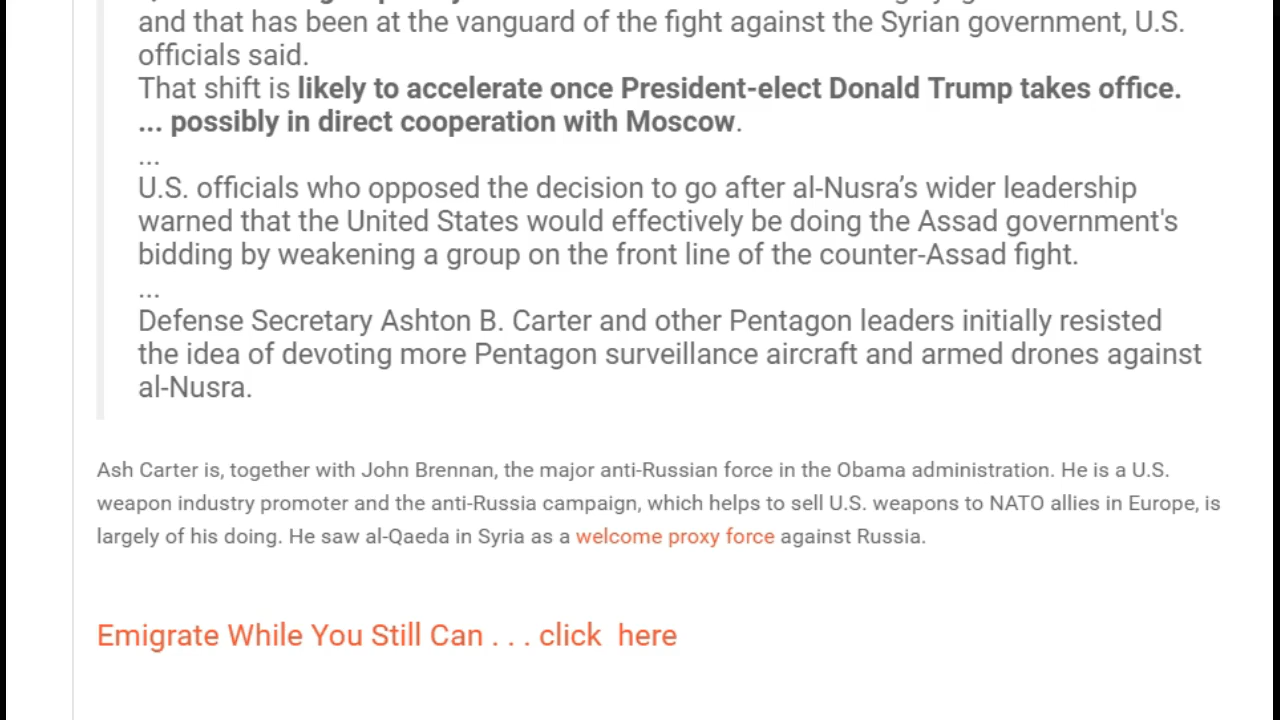 and that has been at the vanguard of the fight against the Syrian government, U.S.
officials said.
That shift is likely to accelerate once President-elect Donald Trump takes office.
... possibly in direct cooperation with Moscow.
...
U.S. officials who opposed the decision to go after al-Nusra’s wider leadership
warned that the United States would effectively be doing the Assad government's
bidding by weakening a group on the front line of the counter-Assad fight.
...
Defense Secretary Ashton B. Carter and other Pentagon leaders initially resisted
the idea of devoting more Pentagon surveillance aircraft and armed drones against
al-Nusra.
Ash Carter is, together with John Brennan, the major anti-Russian force in the Obama administration. He is a U.S.
weapon industry promoter and the anti-Russia campaign, which helps to sell U.S. weapons to NATO allies in Europe, is
largely of his doing. He saw al-Qaeda in Syria as a welcome proxy force against Russia.
Emigrate While You Still Can . . . click  here